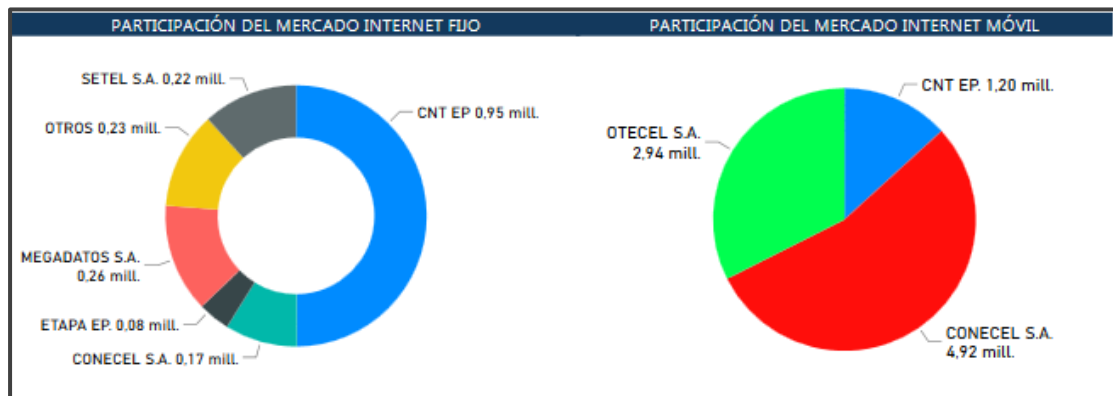 PARTICIPACIÓN DEL MERCADO INTERNET FIJO
SETEL S.A. 0,22 mill.
CNT EP 0,95 mill.
OTROS 0,23 mill.
MEGADATOS S.A.
0,26 mill.
ETAPA EP. 0,08 mill.
CONECEL S.A. 0,17 mill.
PARTICIPACIÓN DEL MERCADO INTERNET MÓVIL
CNT EP. 1,20 mill.
OTECEL S.A.
2,94 mill.
CONECEL S.A.
4,92 mill.